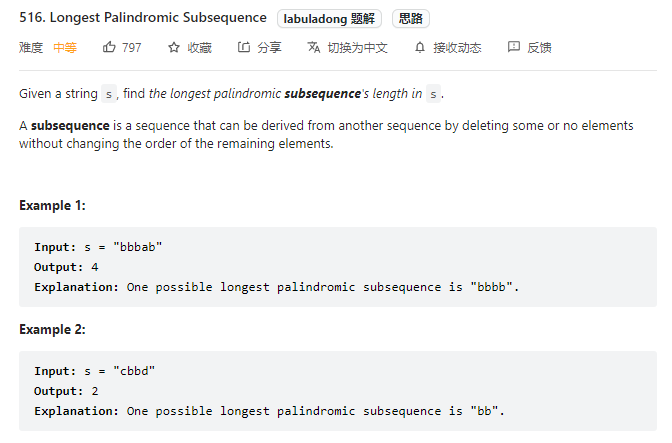 516. Longest Palindromic Subsequence labuladong 题解 思路
难度 中等 797 收藏 分享 切换为中文 接收动态 反馈
Given a string s, find the longest palindromic subsequence's length in s.
A subsequence is a sequence that can be derived from another sequence by deleting some or no elements
without changing the order of the remaining elements.
Example 1:
Input: s = "bbbab"
Output: 4
Explanation: One possible longest palindromic subsequence is "bbbb".
Example 2:
Input: s = "cbbd"
Output: 2
Explanation: One possible longest palindromic subsequence is "bb".